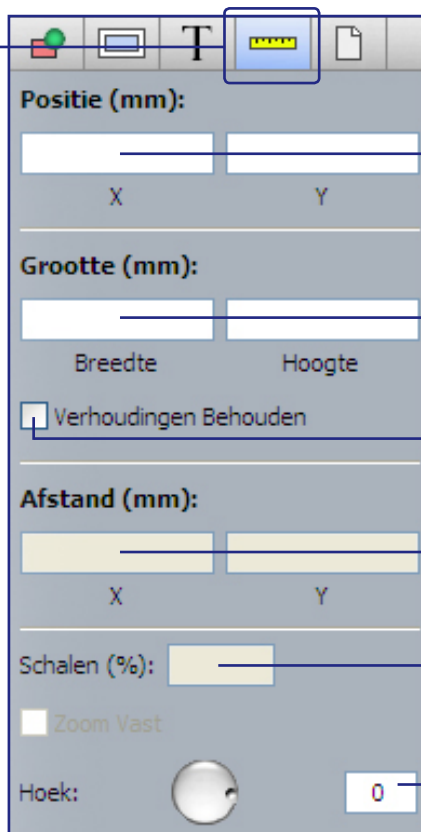 T
Positie (mm):
X Y
Grootte (mm):
Breedte Hoogte
Verhoudingen Behouden
Afstand (mm):
X Y
Schalen (%):
Zoom Vast
Hoek: 0